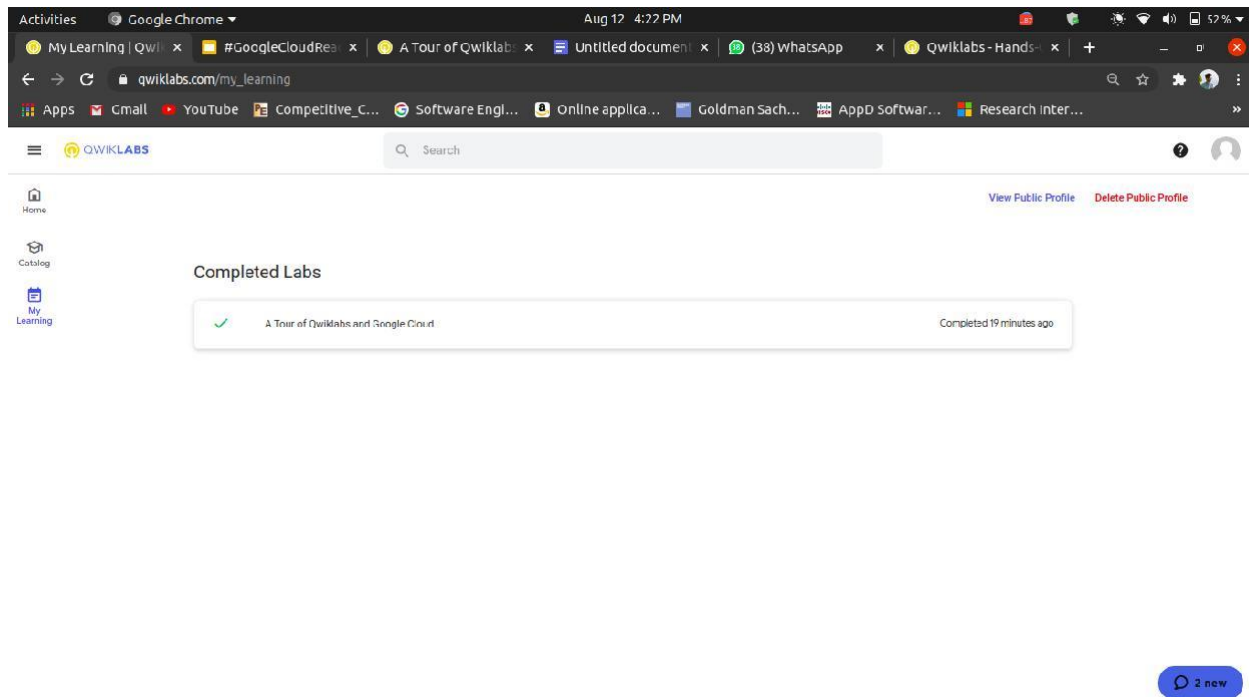 Activities Google Chrome Aug 12 4:22 PM 52%
My Learning | Qwi #GoogleCloudRea A Tour of Qwiklabs Untitled document (38) WhatsApp Qwiklabs - Hands-
qwiklabs.com/my_learning
Apps Gmail YouTube Competitive_C... Software Engi... Online applica... Goldman Sach... AppD Softwar... Research Inter... »
QWIKLABS Search
Home
View Public Profile Delete Public Profile
Catalog
Completed Labs
My
Learning
A Tour of Qwiklabs and Google Cloud Completed 19 minutes ago
2 new